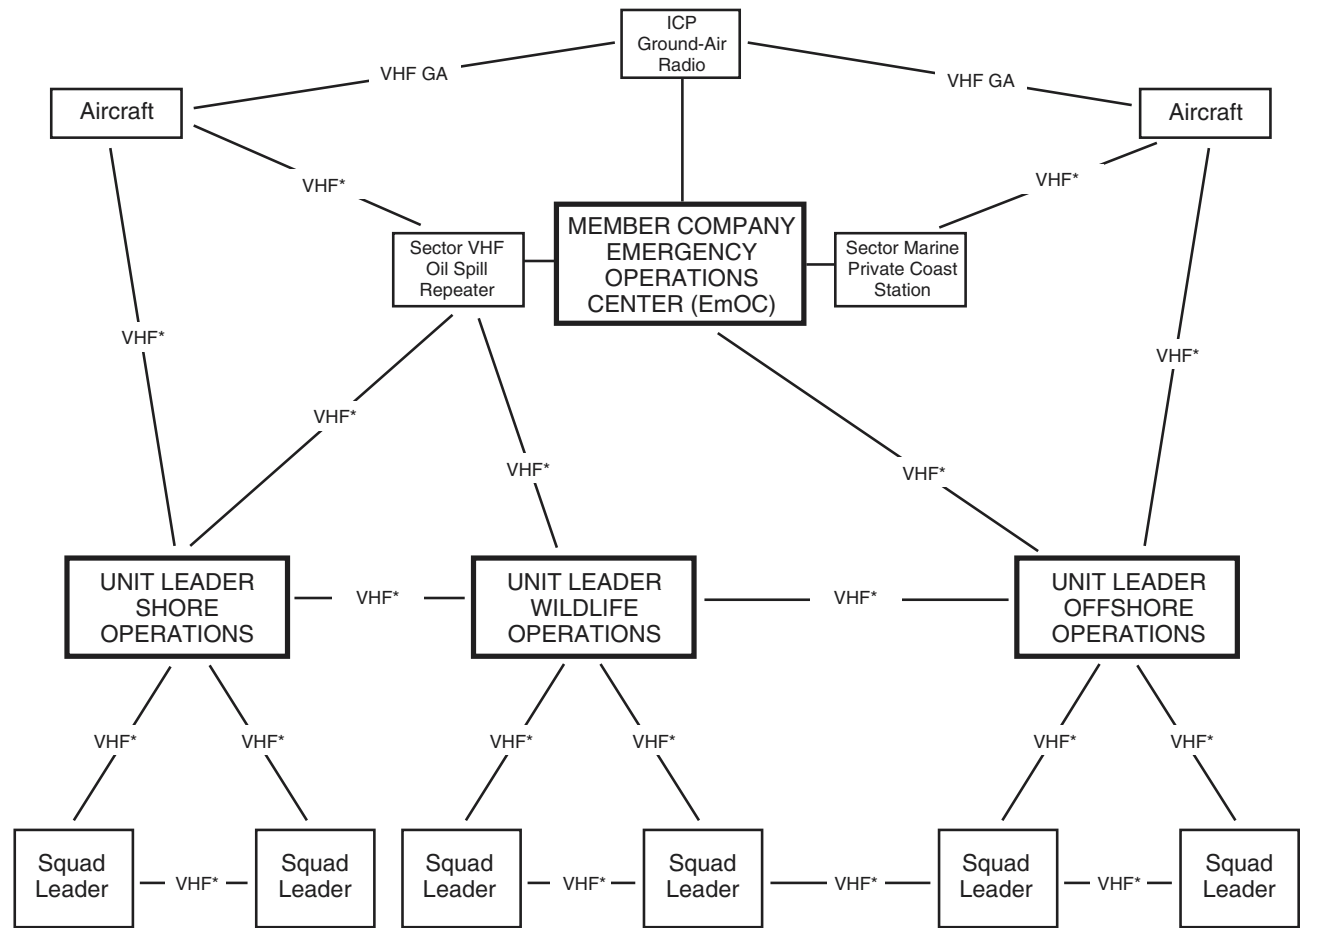 ICP
Ground-Air
Radio
VHF GA
VHF GA
Aircraft
Aircraft
VHF*
VHF*
MEMBER COMPANY
EMERGENCY
OPERATIONS
CENTER (EmOC)
Sector VHF
Oil Spill
Repeater
Sector Marine
Private Coast
Station
VHF*
VHF*
VHF*
VHF*
VHF*
UNIT LEADER
SHORE
OPERATIONS
VHF*
UNIT LEADER
WILDLIFE
OPERATIONS
VHF*
UNIT LEADER
OFFSHORE
OPERATIONS
VHF*
VHF*
VHF*
VHF*
VHF*
VHF*
Squad
Leader
VHF*
Squad
Leader
Squad
Leader
VHF*
Squad
Leader
VHF*
Squad
Leader
VHF*
Squad
Leader